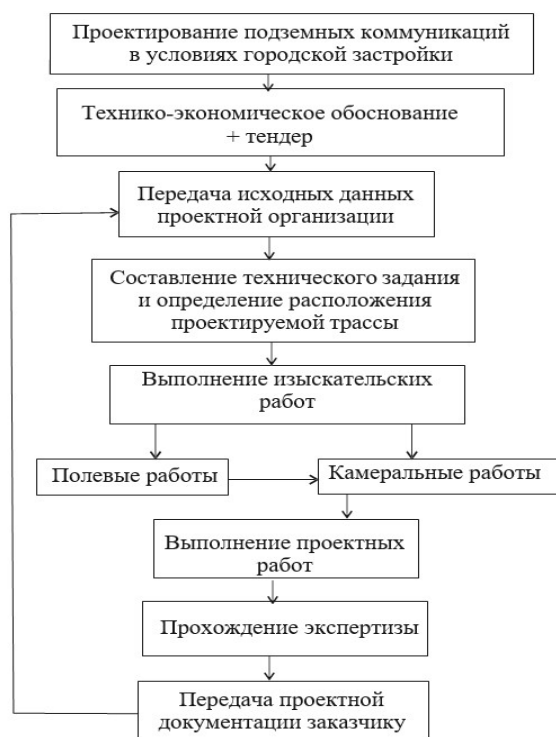 Проектирование подземных коммуникаций
в условиях городской застройки
Технико-экономическое обоснование
+ тендер
Передача исходных данных
проектной организации
Составление технического задания
и определение расположения
проектируемой трассы
Выполнение изыскательских
работ
Полевые работы
Камеральные работы
Выполнение проектных
работ
Прохождение экспертизы
Передача проектной
документации заказчику